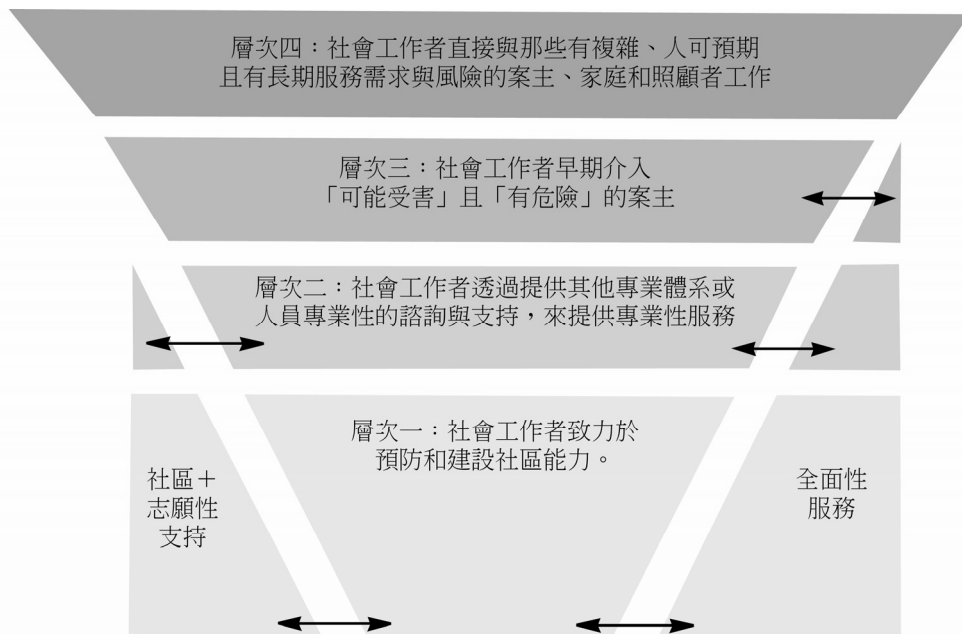 層次四：社會工作者直接與那些有複雜、人可預期
且有長期服務需求與風險的案主、家庭和照顧者工作
層次三：社會工作者早期介入
「可能受害」且「有危險」的案主
層次二：社會工作者透過提供其他專業體系或
人員專業性的諮詢與支持，來提供專業性服務
層次一：社會工作者致力於
預防和建設社區能力。
社區＋
志願性
支持
全面性
服務